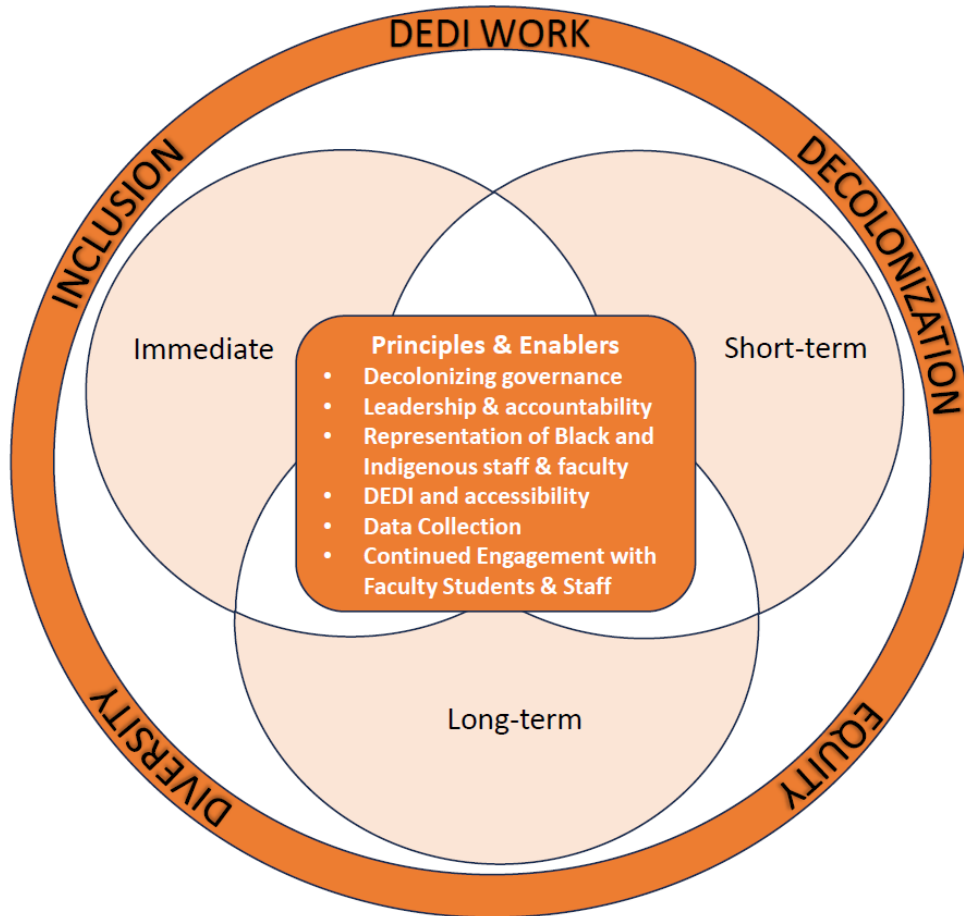 DEDI WORK
INCLUSION
DECOLONIZATION
Immediate
Short-term
Principles & Enablers
• Decolonizing governance
• Leadership & accountability
• Representation of Black and
Indigenous staff & faculty
• DEDI and accessibility
• Data Collection
• Continued Engagement with
Faculty Students & Staff
Long-term
DIVERSITY
EQUITY